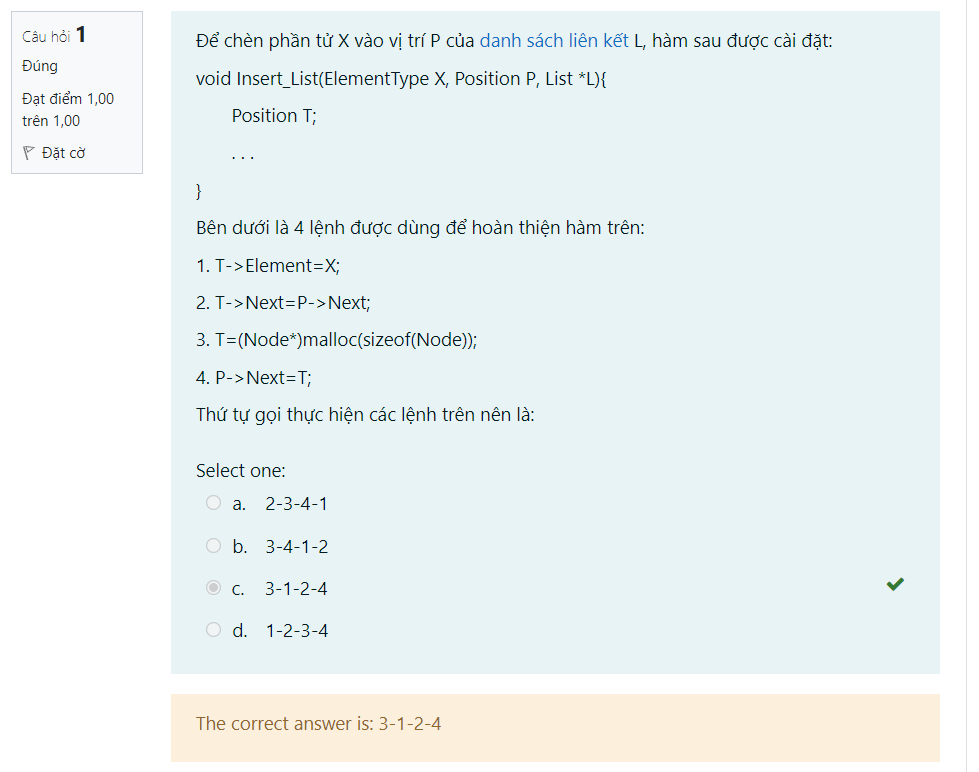 Câu hỏi 1
Đúng
Đạt điểm 1,00
trên 1,00
Đặt cờ
Để chèn phần tử X vào vị trí P của danh sách liên kết L, hàm sau được cài đặt:
void Insert_List(ElementType X, Position P, List *L){
Position T;
. . .
}
Bên dưới là 4 lệnh được dùng để hoàn thiện hàm trên:
1. T->Element=X;
2. T->Next=P->Next;
3. T=(Node*)malloc(sizeof(Node));
4. P->Next=T;
Thứ tự gọi thực hiện các lệnh trên nên là:
Select one:
a. 2-3-4-1
b. 3-4-1-2
c. 3-1-2-4
d. 1-2-3-4
The correct answer is: 3-1-2-4